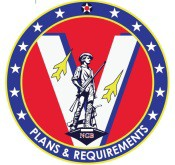 NGB
PLANS & REQUIREMENTS